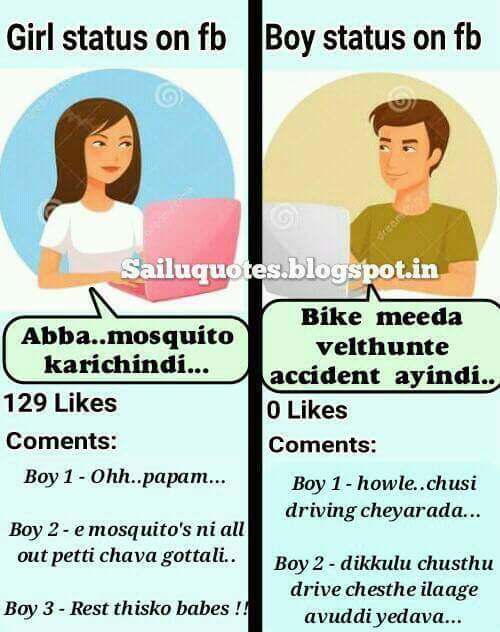 Girl status on fb
Abba..mosquito
karichindi...
129 Likes
Coments:
Boy 1 - Ohh..papam...
Boy 2 - e mosquito's ni all
out petti chava gottali..
Boy 3 - Rest thisko babes !!
Boy status on fb
Bike meeda
velthunte
accident ayindi..
0 Likes
Coments:
Boy 1 - howle..chusi
driving cheyarada...
Boy 2 - dikkulu chusthu
drive chesthe ilaage
avuddi yedava...
Sailuquotes.blogspot.in